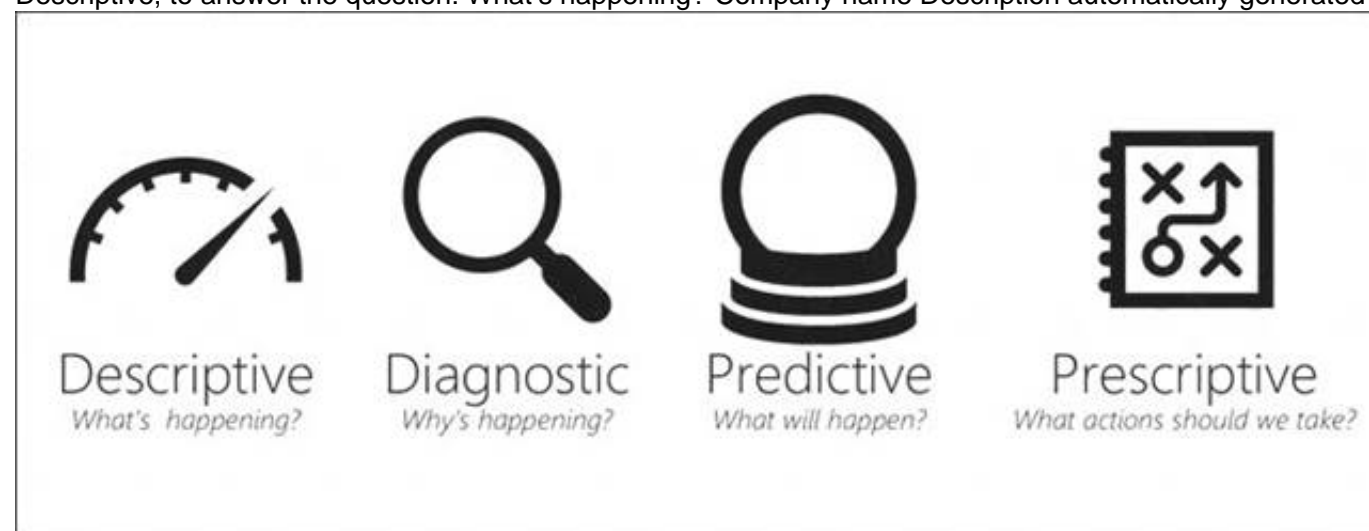 Descriptive, to answer the question: What's happening? Company name Description automatically generated
Descriptive
What's happening?
Diagnostic
Why's happening?
Predictive
What will happen?
Prescriptive
What actions should we take?